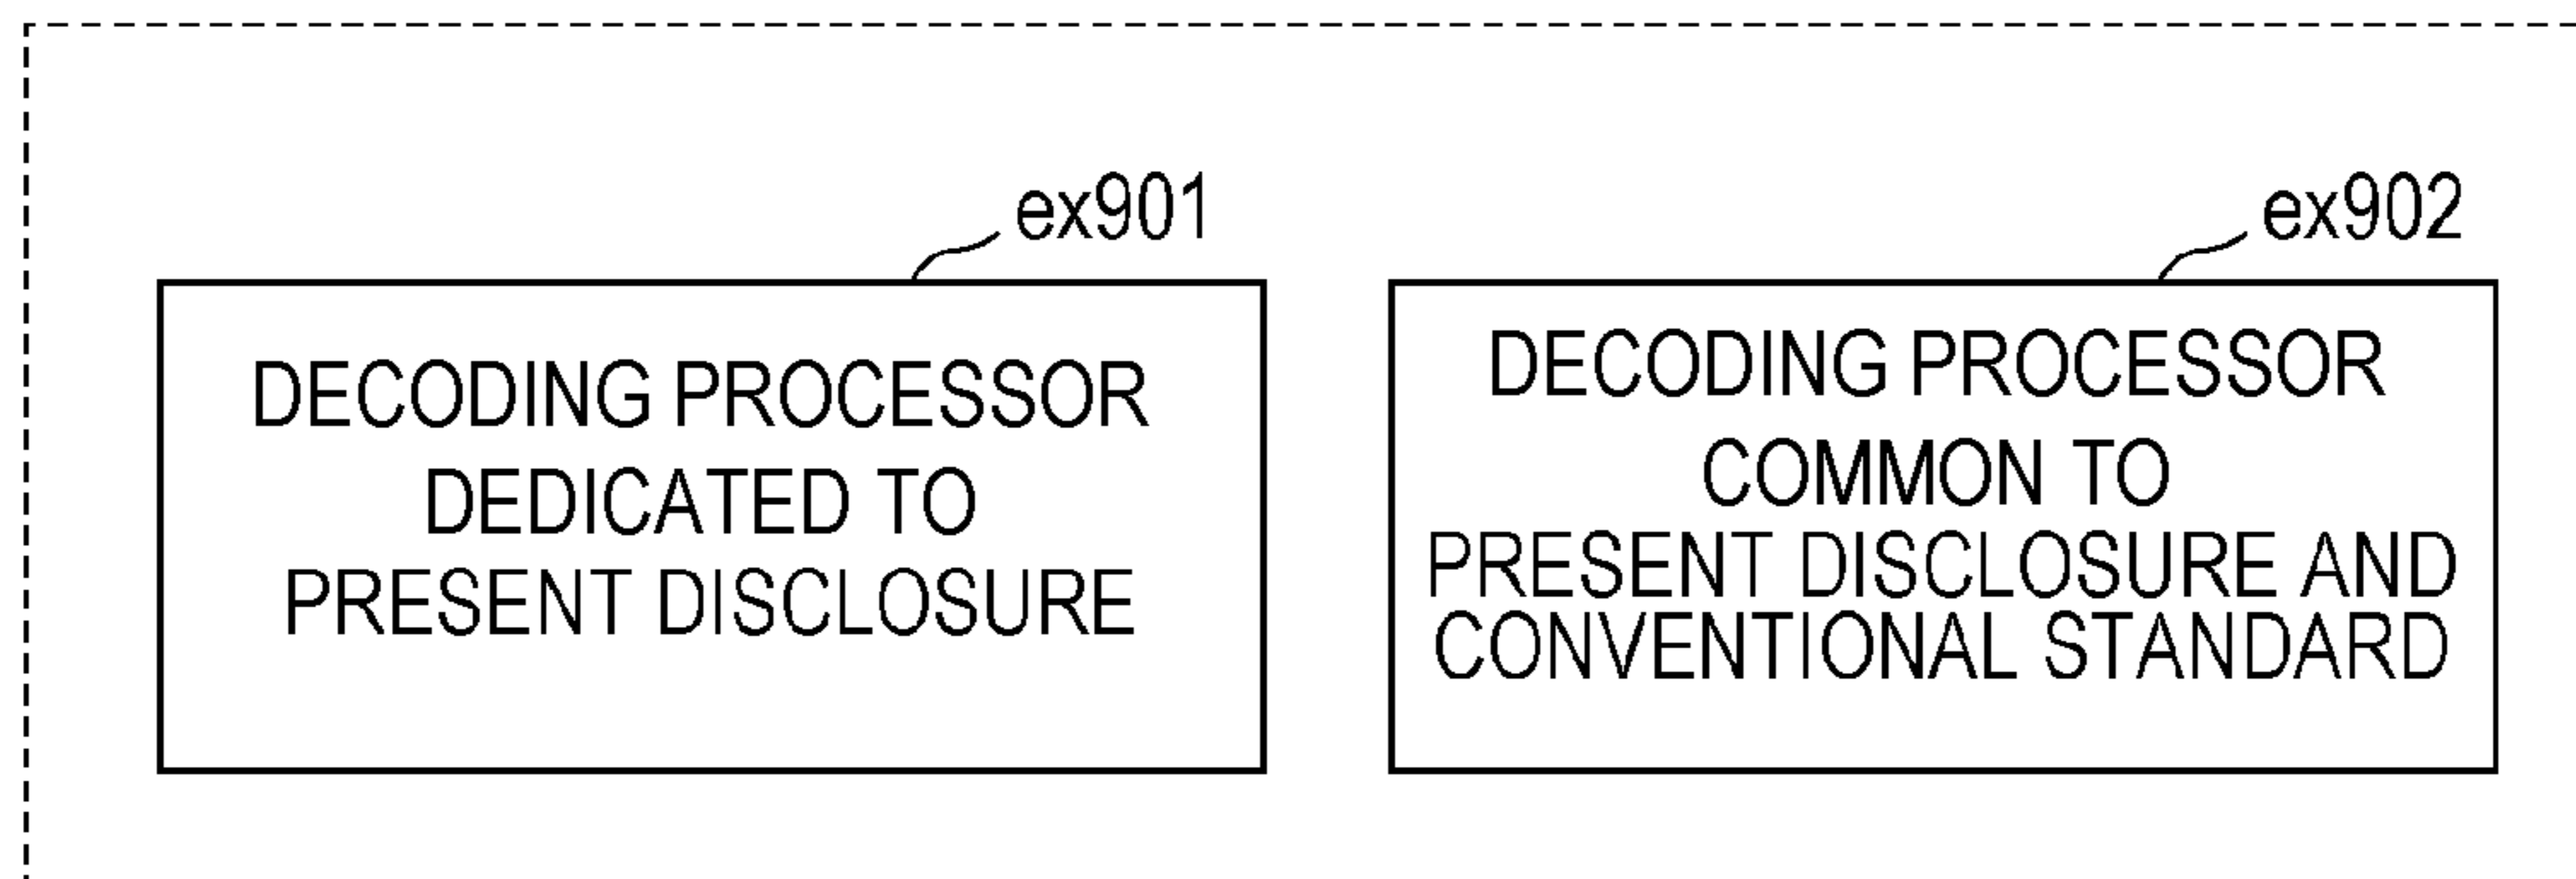 ex901
DECODING PROCESSOR
DEDICATED TO
PRESENT DISCLOSURE
ex902
DECODING PROCESSOR
COMMON TO
PRESENT DISCLOSURE AND
CONVENTIONAL STANDARD